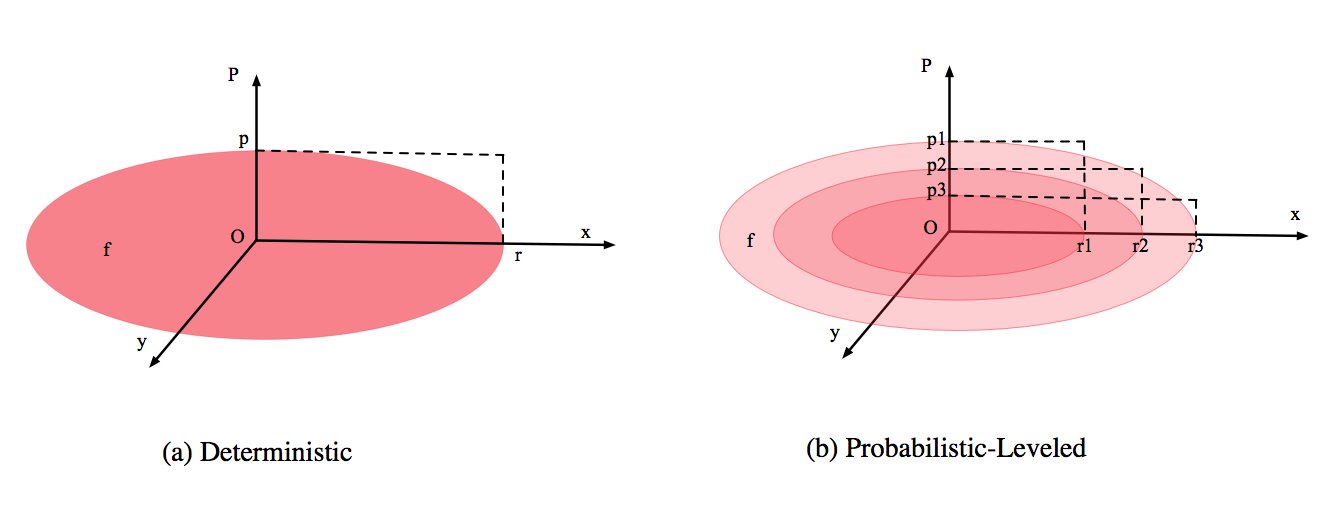 P
p
O
x
f
r
y
(a) Deterministic
P
p1
p2
p3
O
x
f
r1
r2
r3
y
(b) Probabilistic-Leveled